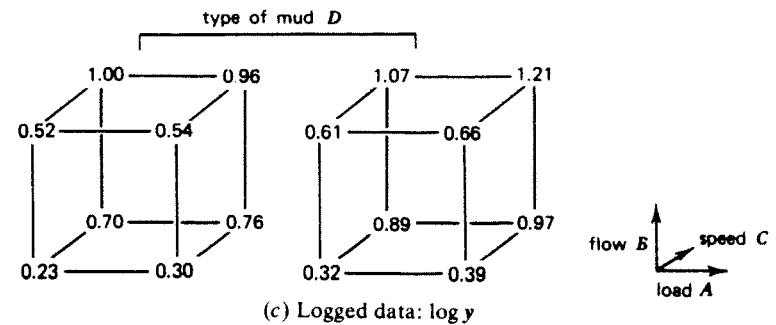 type of mud D
1.00 0.96 1.07 1.21
0.52 0.54 0.61 0.66
0.70 0.76 0.89 0.97
0.23 0.30 0.32 0.39
flow B speed C
load A
(c) Logged data: log y